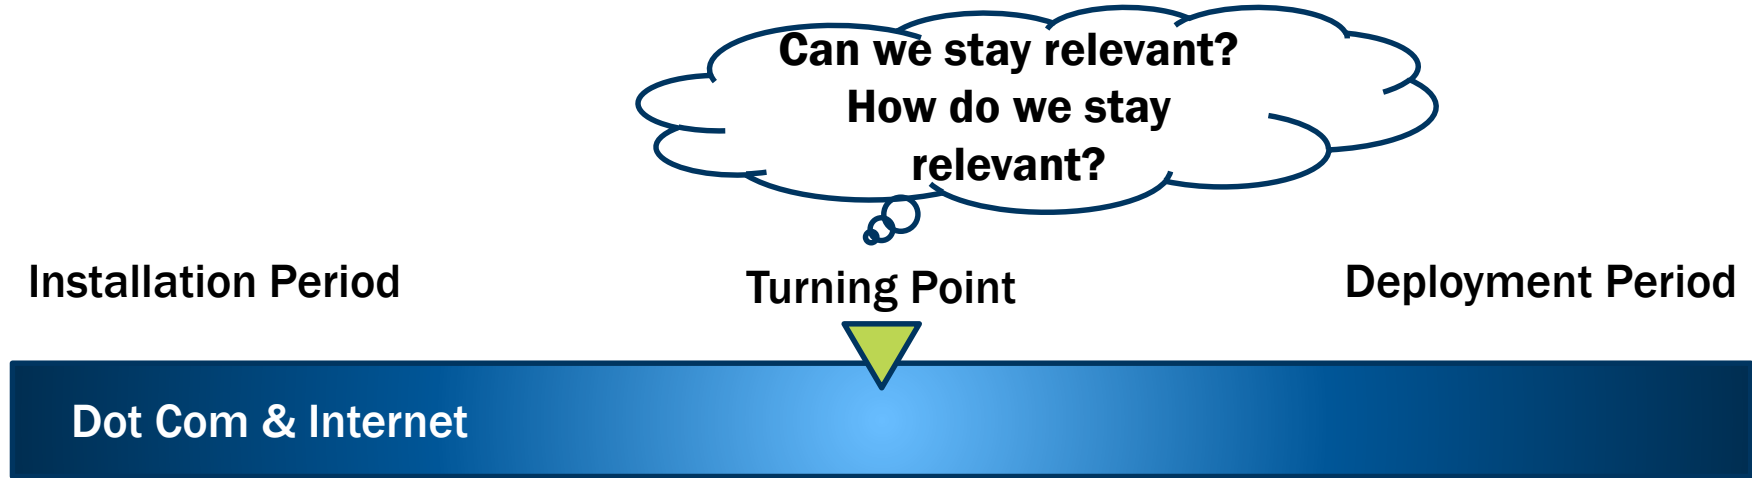 Can we stay relevant?
How do we stay
relevant?
Installation Period
Turning Point
Deployment Period
Dot Com & Internet